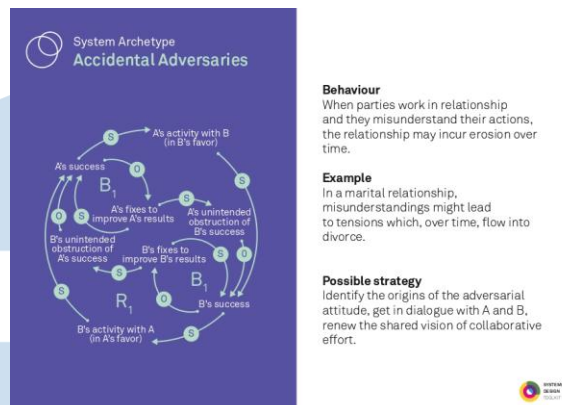 System Archetype
Accidental Adversaries
S
A's activity with B
(in B's favor)
A's success
O
S
B₁
S
A's fixes to
improve A's results
S
A's unintended
obstruction of
B's success
O
B's unintended
obstruction of
A's success
B's fixes to
improve B's results
S
S
O
S
B₁
S
R₁
O
B's success
B's activity with A
(in A's favor)
S
Behaviour
When parties work in relationship
and they misunderstand their actions,
the relationship may incur erosion over
time.
Example
In a marital relationship,
misunderstandings might lead
to tensions which, over time, flow into
divorce.
Possible strategy
Identify the origins of the adversarial
attitude, get in dialogue with A and B,
renew the shared vision of collaborative
effort.
SYSTEMIC
DESIGN
TOOLKIT